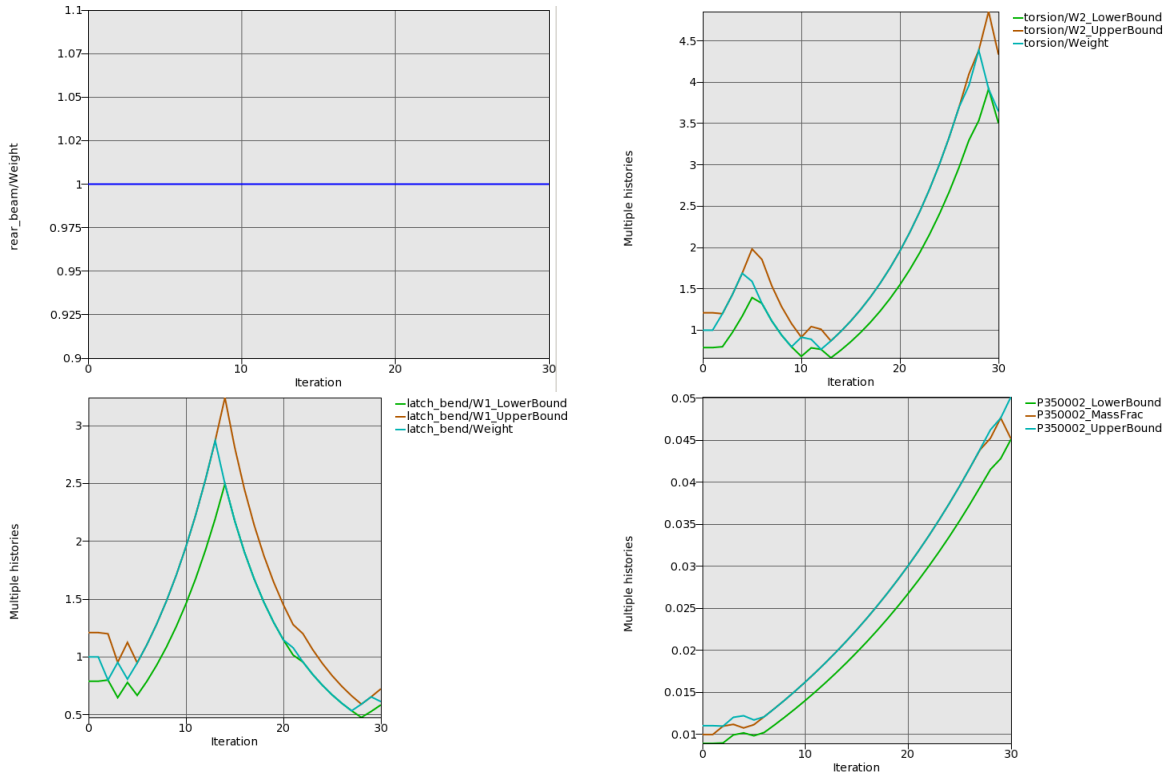 1.1
1.07
1.05
1.02
1
0.975
0.95
0.925
0.9
rear_beam/Weight
0 10 20 30
Iteration
torsion/W2_LowerBound
torsion/W2_UpperBound
torsion/Weight
4.5
4
3.5
3
2.5
2
1.5
1
Multiple histories
0 10 20 30
Iteration
latch_bend/W1_LowerBound
latch_bend/W1_UpperBound
latch_bend/Weight
3
2.5
2
1.5
1
0.5
Multiple histories
0 10 20 30
Iteration
P350002_LowerBound
P350002_MassFrac
P350002_UpperBound
0.05
0.045
0.04
0.035
0.03
0.025
0.02
0.015
0.01
Multiple histories
0 10 20 30
Iteration